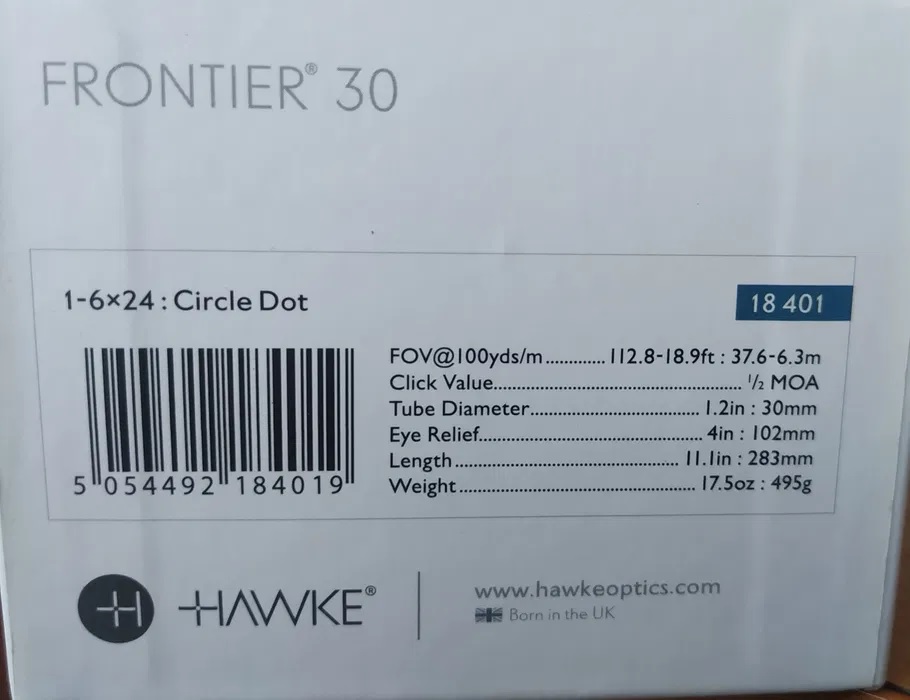 FRONTIER® 30
1-6×24 : Circle Dot
18 401
FOV@100yds/m............ 112.8-18.9ft : 37.6-6.3m
Click Value.......................................... ½ MOA
Tube Diameter............................. 1.2in : 30mm
Eye Relief...................................... 4in : 102mm
Length....................................... 11.1in : 283mm
Weight........................................ 17.5oz : 495g
5 054492 184019
HAWKE®
www.hawkeoptics.com
Born in the UK